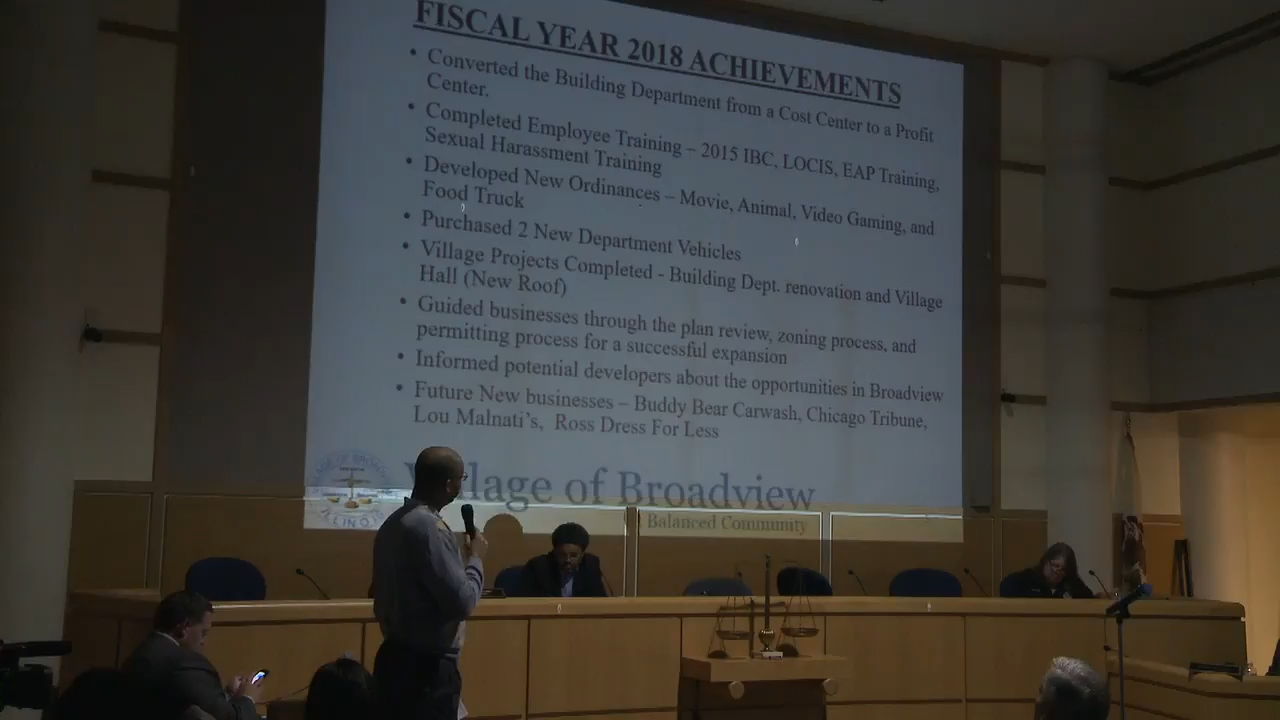 FISCAL YEAR 2018 ACHIEVEMENTS
• Converted the Building Department from a Cost Center to a Profit
Center.
• Completed Employee Training – 2015 IBC, LOCIS, EAP Training,
Sexual Harassment Training
• Developed New Ordinances – Movie, Animal, Video Gaming, and
Food Truck
• Purchased 2 New Department Vehicles
• Village Projects Completed - Building Dept. renovation and Village
Hall (New Roof)
• Guided businesses through the plan review, zoning process, and
permitting process for a successful expansion
• Informed potential developers about the opportunities in Broadview
• Future New businesses – Buddy Bear Carwash, Chicago Tribune,
Lou Malnati's, Ross Dress For Less
Village of Broadview
Balanced Community